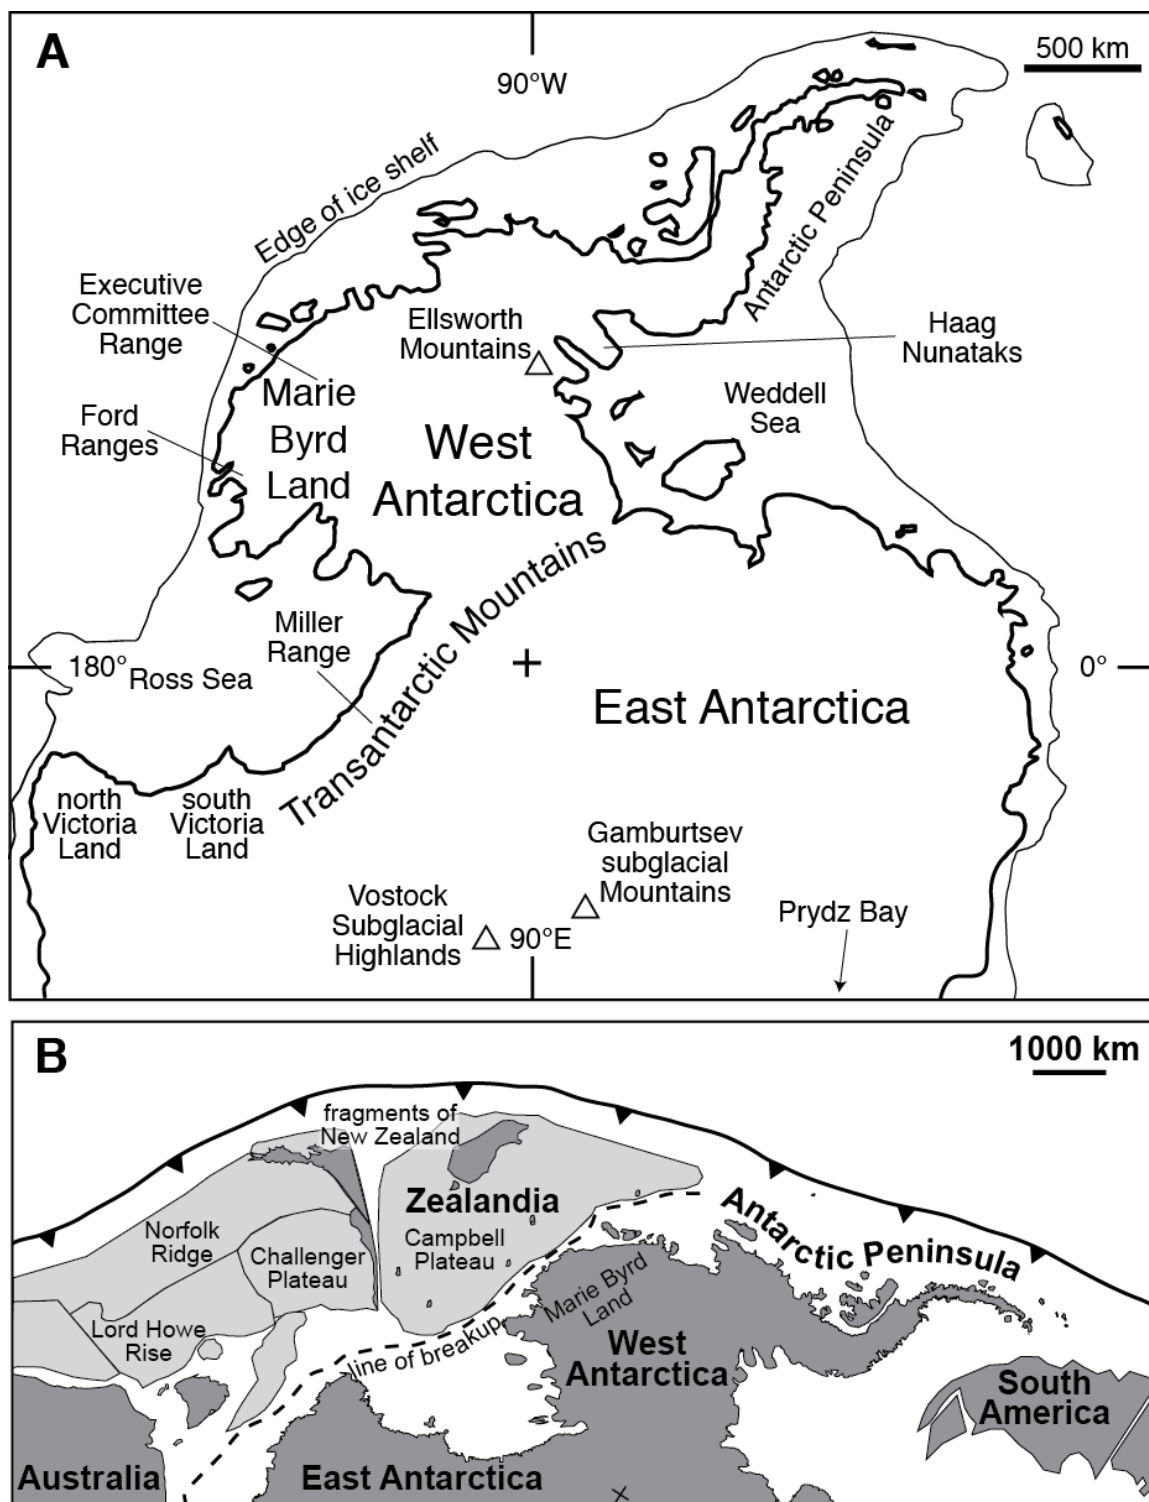 A
90°W
500 km
Edge of ice shelf
Antarctic Peninsula
Executive
Committee
Range
Ellsworth
Mountains
Haag
Nunataks
Ford
Ranges
Marie
Byrd
Land
West
Antarctica
Weddell
Sea
Transantarctic Mountains
Miller
Range
180°
Ross Sea
0°
East Antarctica
north
Victoria
Land
south
Victoria
Land
Gamburtsev
subglacial
Mountains
Vostock
Subglacial
Highlands
90°E
Prydz Bay
B
1000 km
fragments of
New Zealand
Zealandia
Campbell
Plateau
Norfolk
Ridge
Challenger
Plateau
Lord Howe
Rise
line of breakup
Marie Byrd
Land
Antarctic Peninsula
West
Antarctica
South
America
Australia
East Antarctica